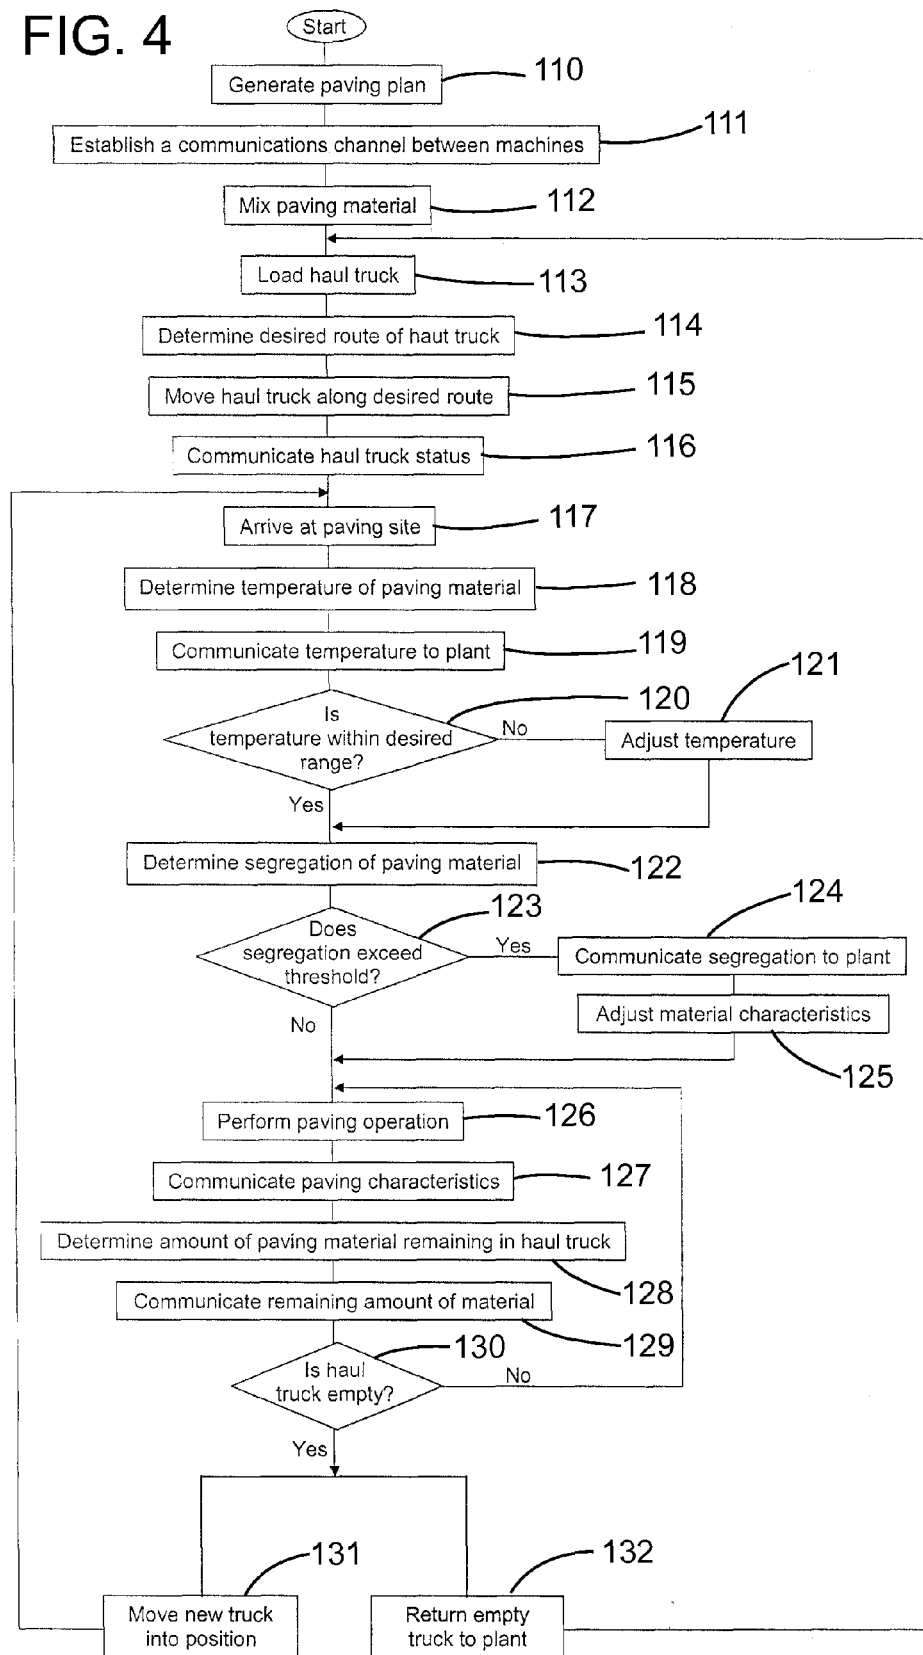 FIG. 4
Start
Generate paving plan
110
Establish a communications channel between machines
111
Mix paving material
112
Load haul truck
113
Determine desired route of haut truck
114
Move haul truck along desired route
115
Communicate haul truck status
116
Arrive at paving site
117
Determine temperature of paving material
118
Communicate temperature to plant
119
Is
temperature within desired
range?
120
No
Adjust temperature
121
Yes
Determine segregation of paving material
122
Does
segregation exceed
threshold?
123
Yes
Communicate segregation to plant
124
Adjust material characteristics
125
No
Perform paving operation
126
Communicate paving characteristics
127
Determine amount of paving material remaining in haul truck
128
Communicate remaining amount of material
129
Is haul
truck empty?
130
No
Yes
Move new truck
into position
131
Return empty
truck to plant
132